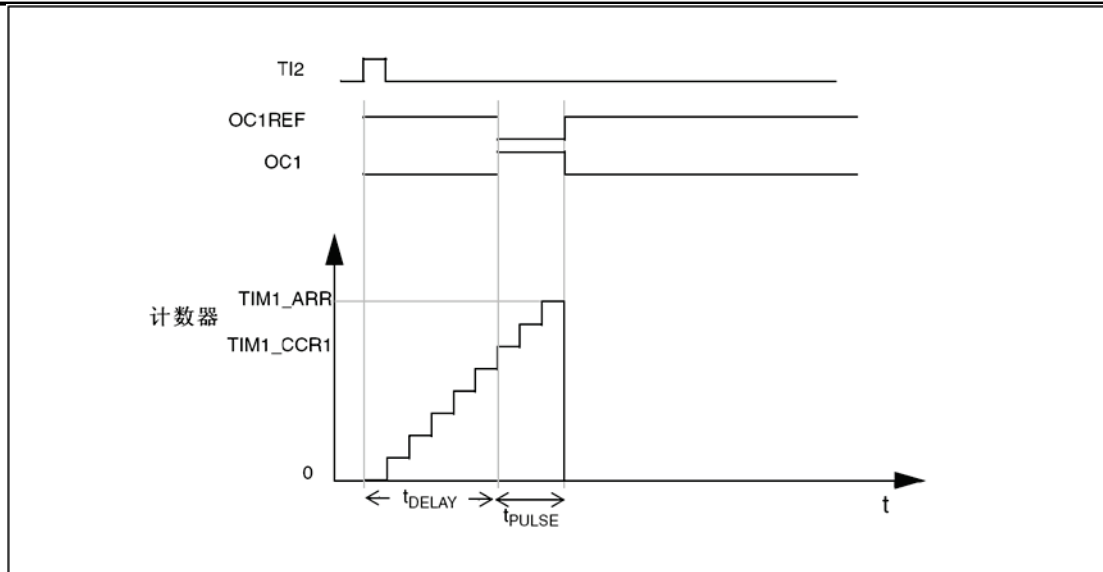 TI2
OC1REF
OC1
TIM1_ARR
计数器
TIM1_CCR1
0
tDELAY
tPULSE
t